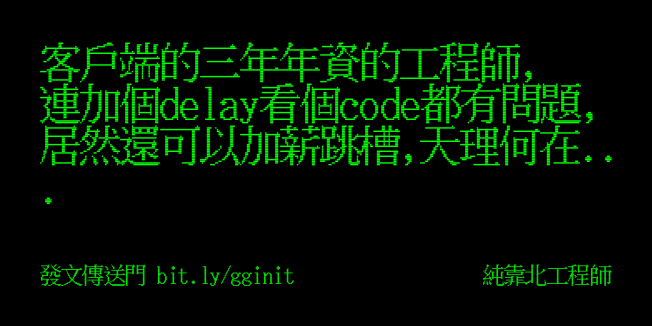 客戶端的三年年資的工程師,
連加個delay看個code都有問題,
居然還可以加薪跳槽,天理何在..
.
發文傳送門 bit.ly/gginit
純靠北工程師